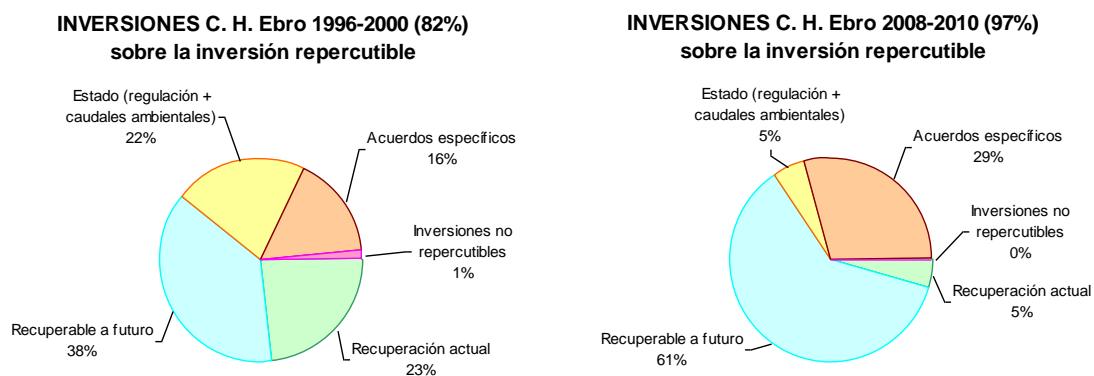 INVERSIONES C. H. Ebro 1996-2000 (82%)
sobre la inversión repercutible
Estado (regulación +
caudales ambientales)
22%
Acuerdos específicos
16%
Inversiones no
repercutibles
1%
Recuperable a futuro
38%
Recuperación actual
23%
INVERSIONES C. H. Ebro 2008-2010 (97%)
sobre la inversión repercutible
Estado (regulación +
caudales ambientales)
5%
Acuerdos específicos
29%
Inversiones no
repercutibles
0%
Recuperación actual
5%
Recuperable a futuro
61%